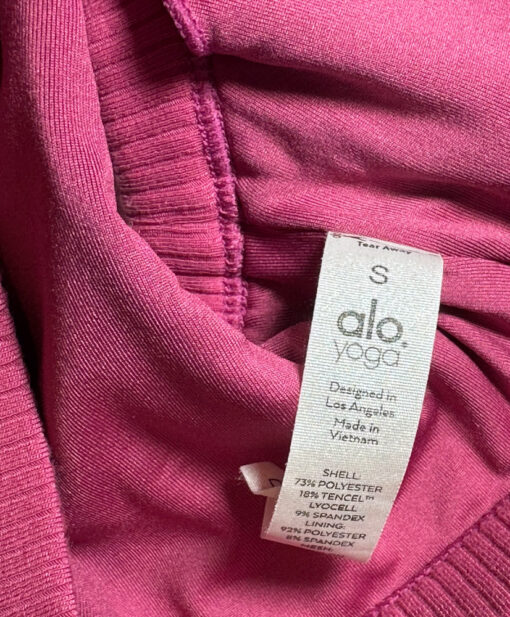 Tear Away
S
alo.
yoga
Designed in
Los Angeles
Made in
Vietnam
SHELL:
73% POLYESTER
18% TENCEL™
LYOCELL
9% SPANDEX
LINING:
92% POLYESTER
8% SPANDEX
MESH: